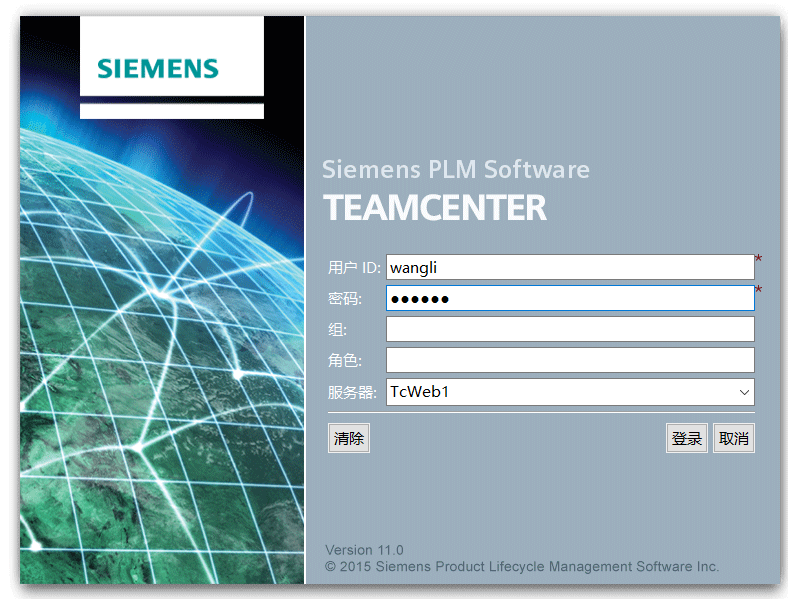 SIEMENS
Siemens PLM Software
TEAMCENTER
用户 ID: wangli *
密码: ●●●●●● *
组:
角色:
服务器: TcWeb1
清除 登录 取消
Version 11.0
© 2015 Siemens Product Lifecycle Management Software Inc.